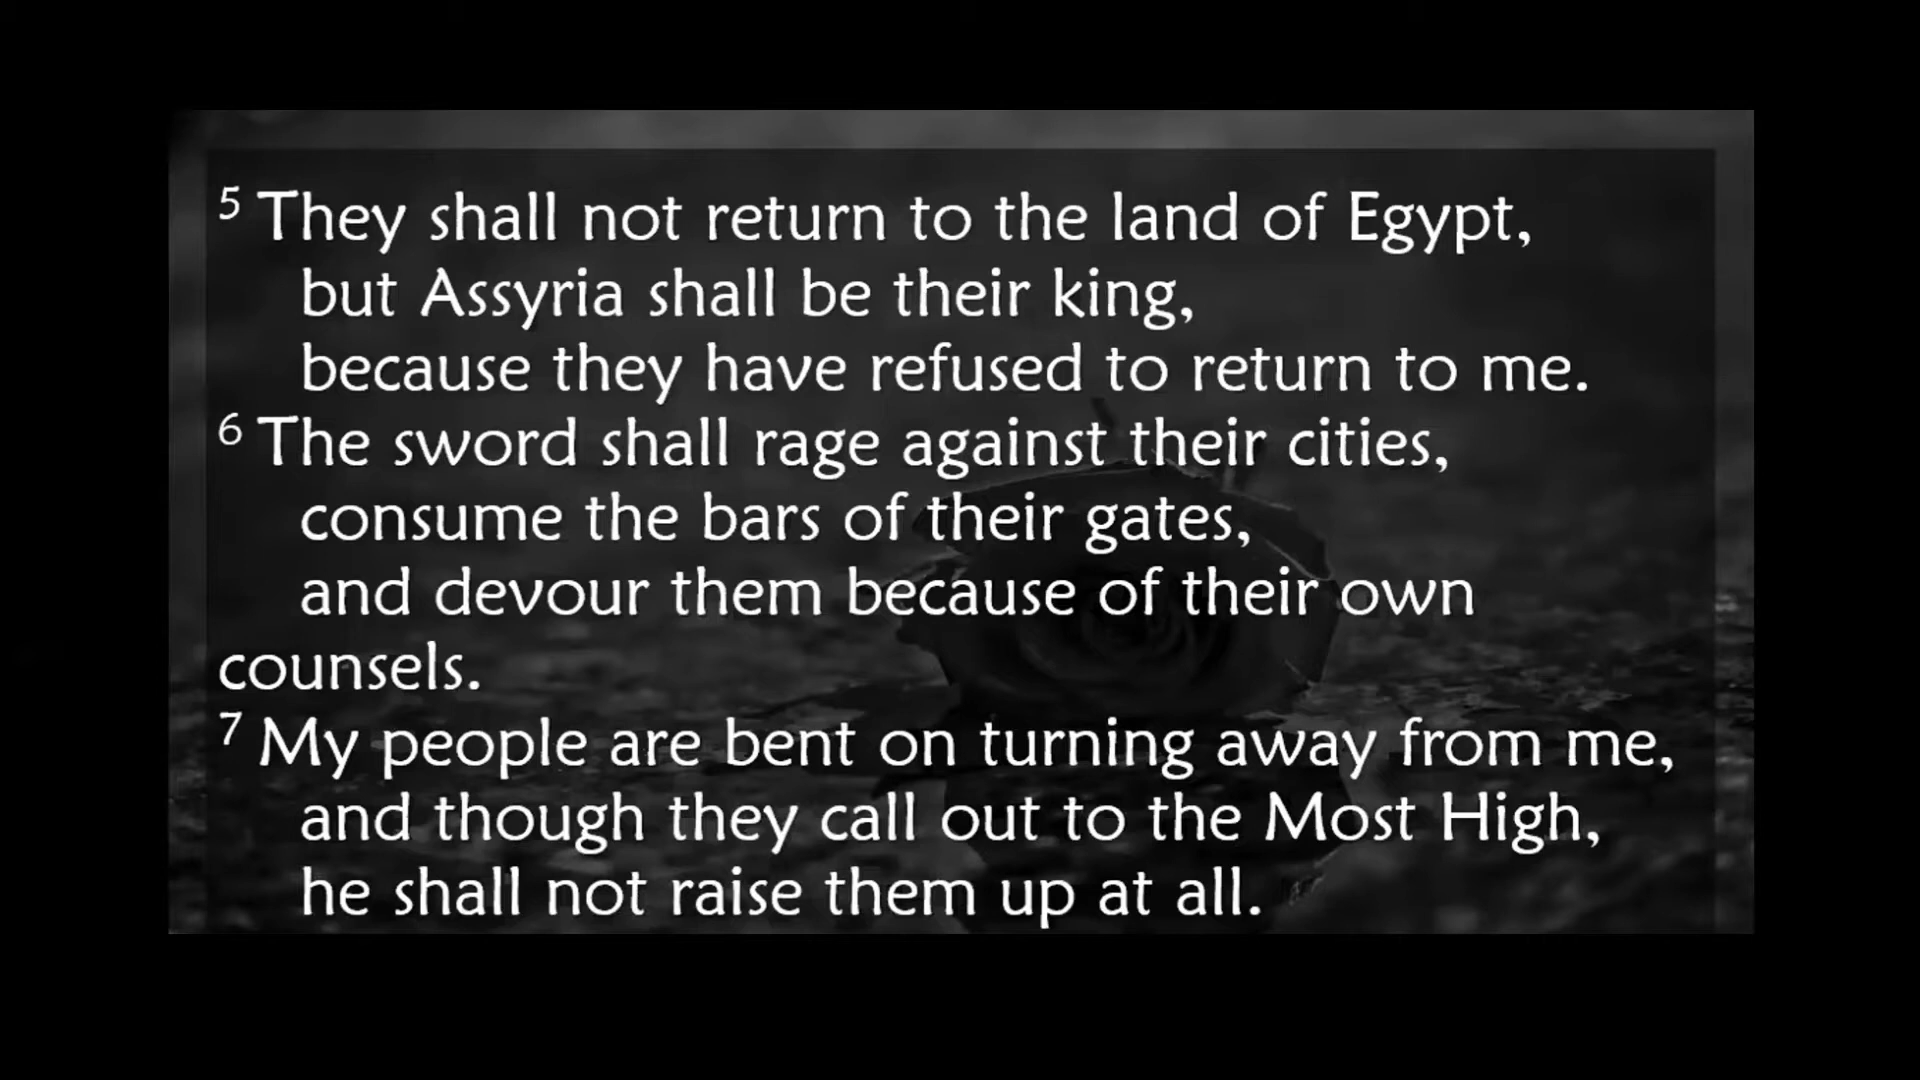 5 They shall not return to the land of Egypt,
but Assyria shall be their king,
because they have refused to return to me.
6 The sword shall rage against their cities,
consume the bars of their gates,
and devour them because of their own
counsels.
7 My people are bent on turning away from me,
and though they call out to the Most High,
he shall not raise them up at all.